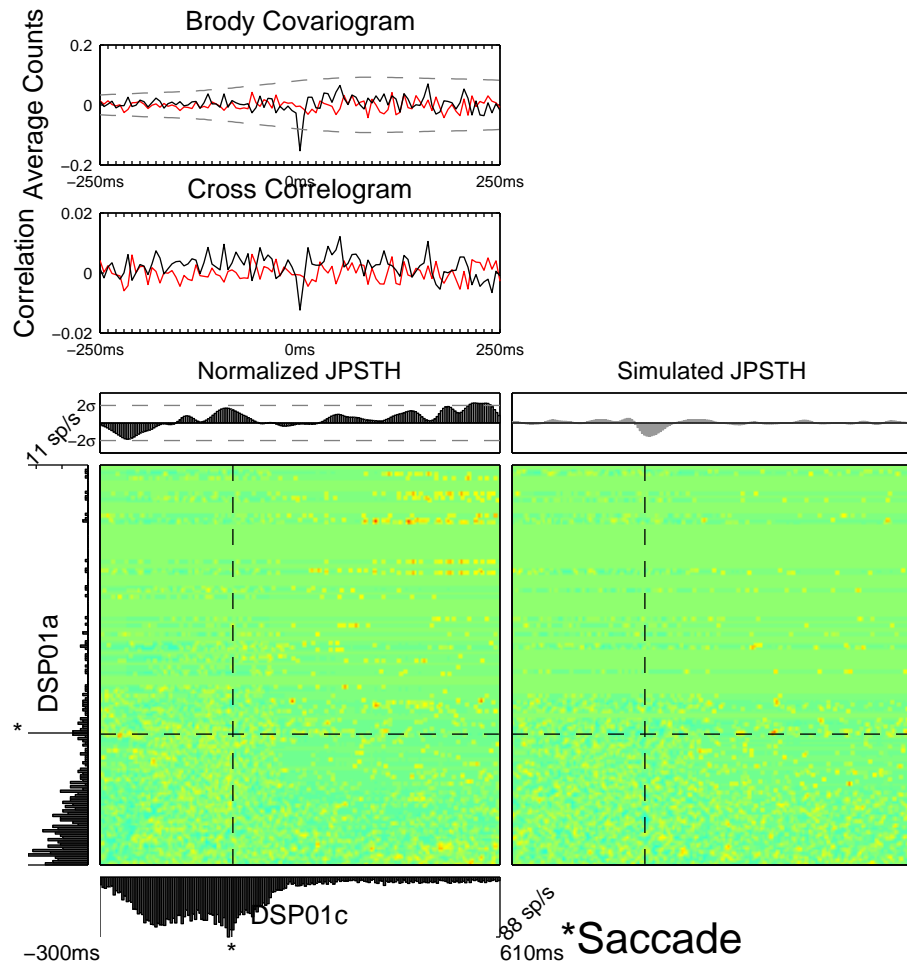 Brody Covariogram
0.2
0
−0.2
−250ms
0ms
250ms
Average Counts
Cross Correlogram
0.02
0
−0.02
−250ms
0ms
250ms
Correlation
Normalized JPSTH
Simulated JPSTH
2σ
−2σ
11 sp/s
DSP01a
*
DSP01c
*
88 sp/s
−300ms
610ms
*Saccade